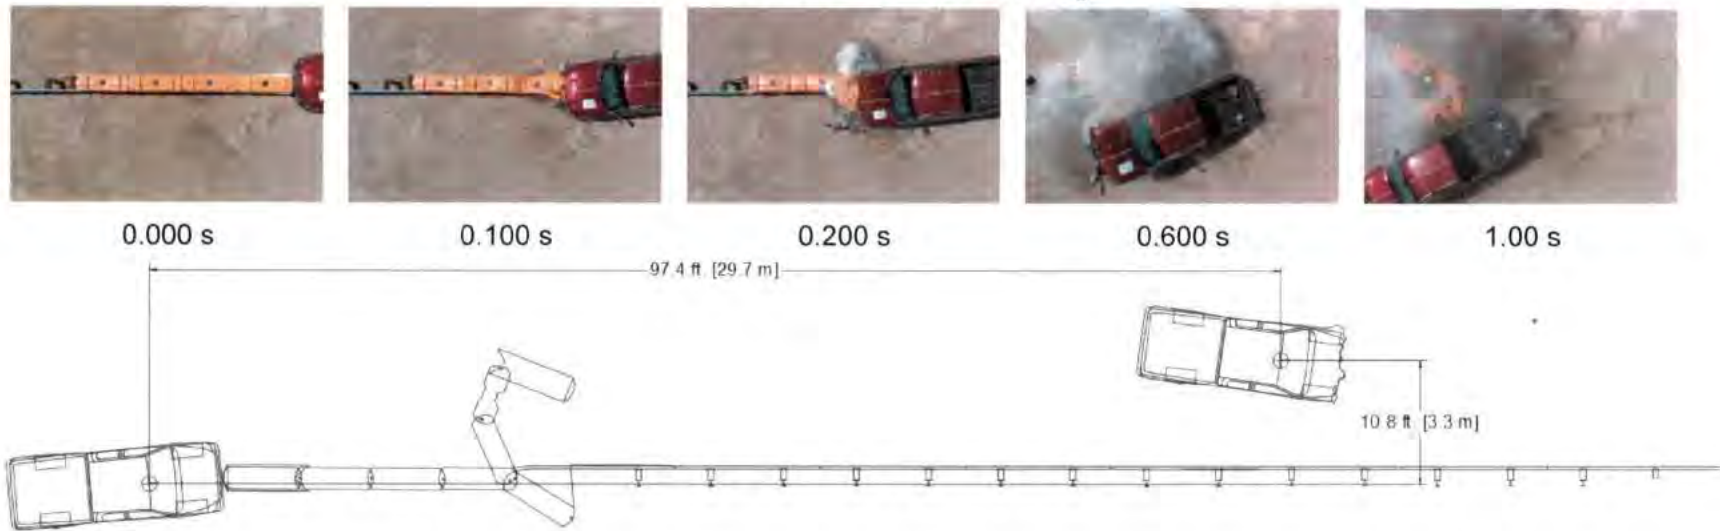 0.000 s
0.100 s
0.200 s
0.600 s
1.00 s
97.4 ft. [29.7 m]
10.8 ft. [3.3 m]